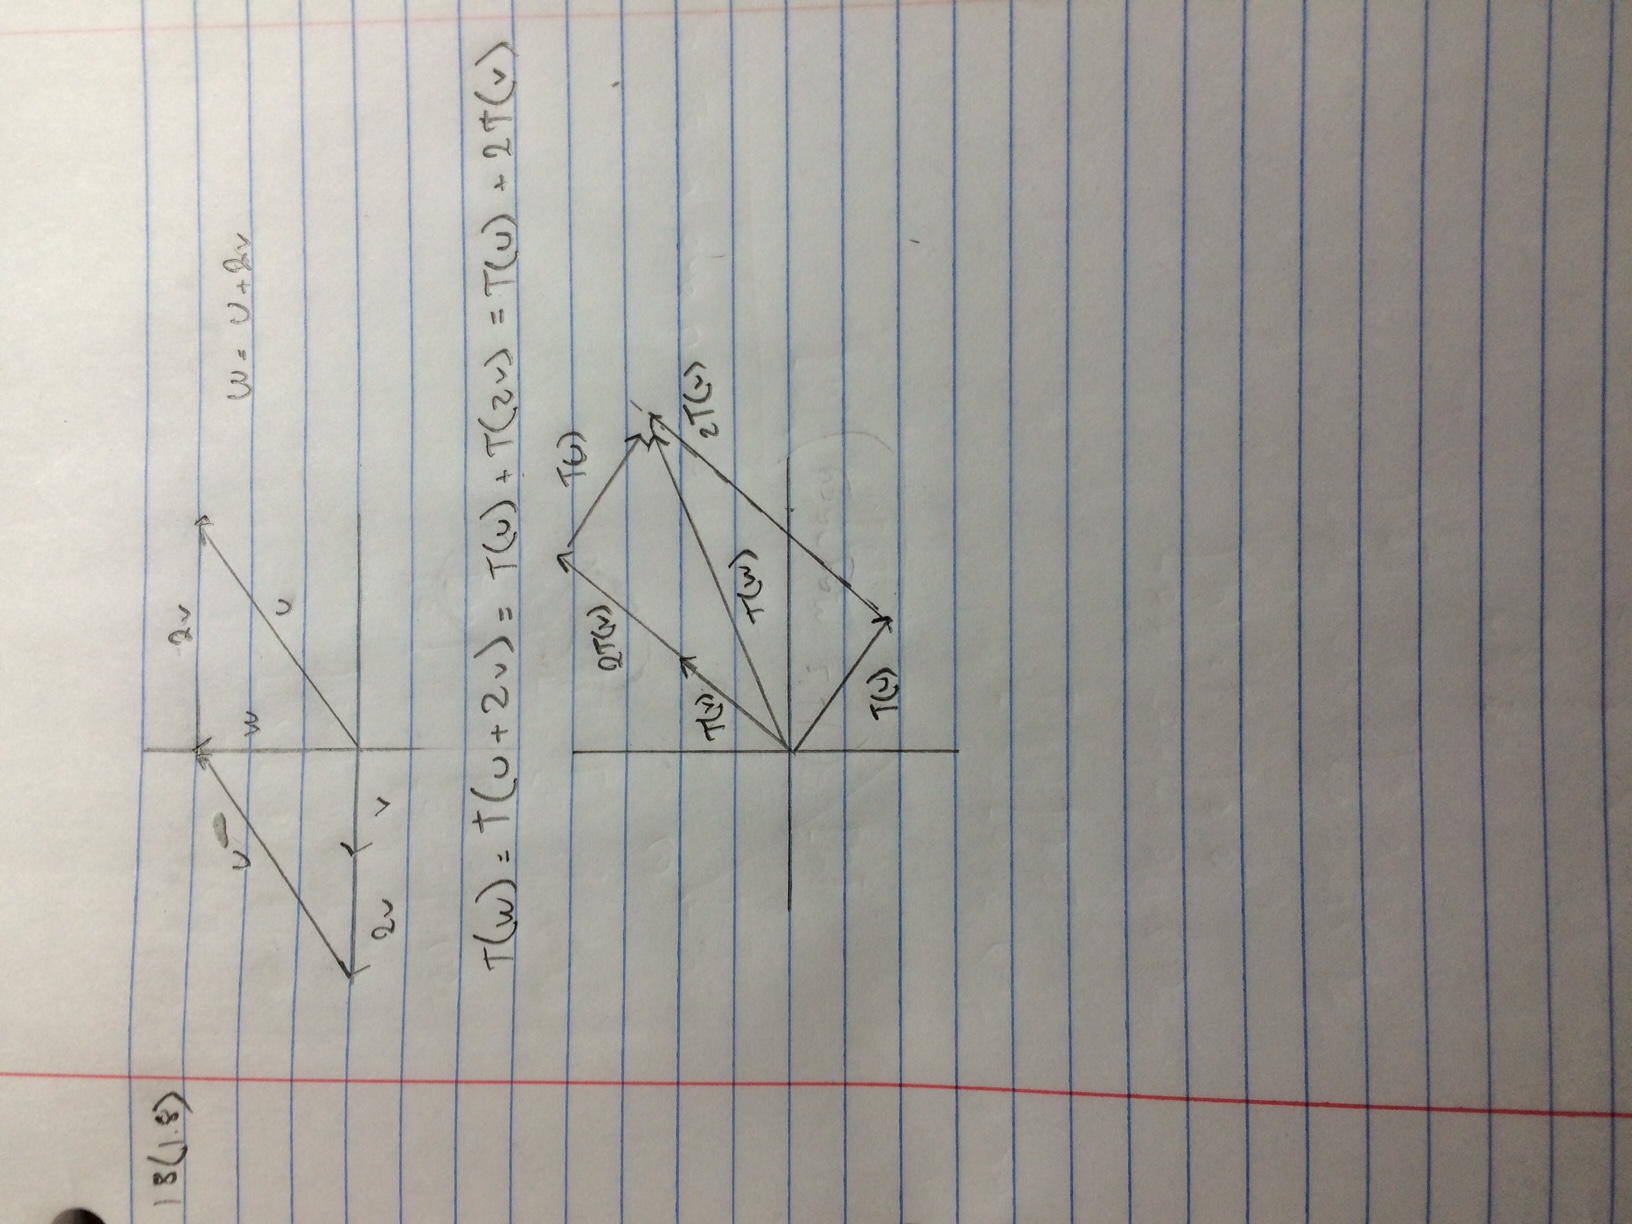 18(1.8)
2v
u
w
w = u + 2v
u
2v
v
T(w) = T(u + 2v) = T(u) + T(2v) = T(u) + 2T(v)
T(u)
2T(v)
2T(v)
T(v)
T(w)
T(u)